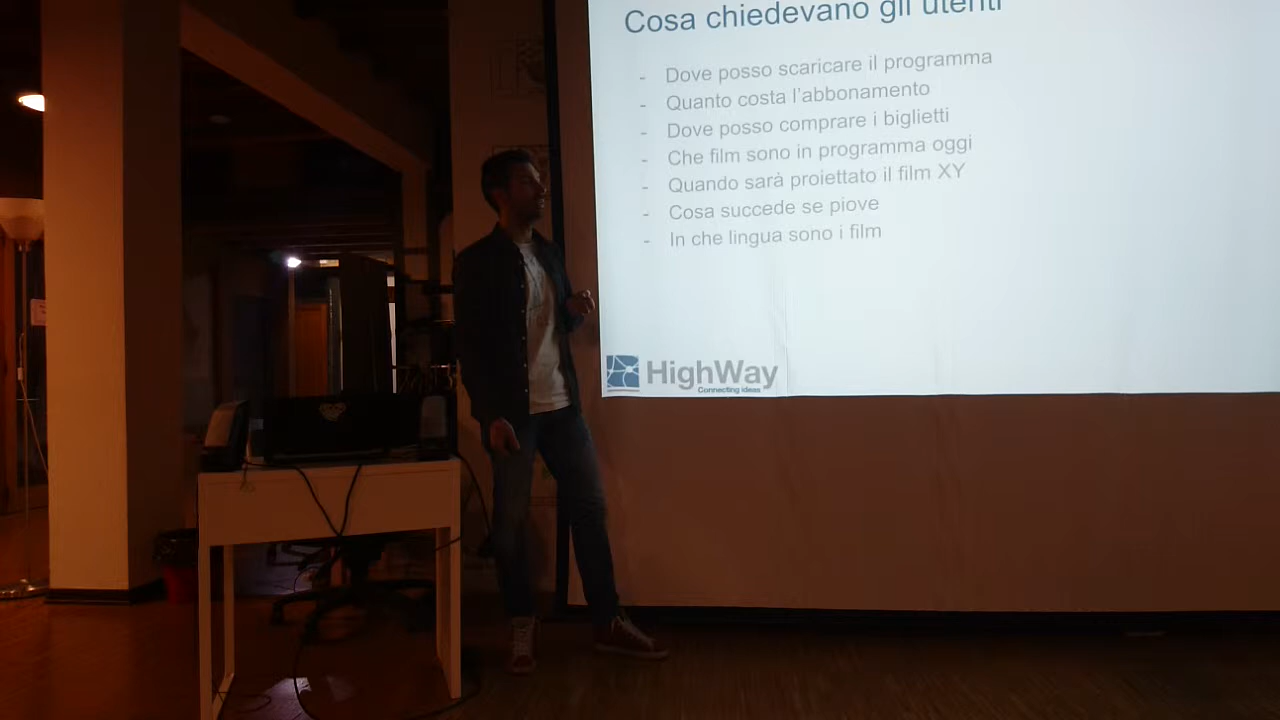 Cosa chiedevano gli utenti
- Dove posso scaricare il programma
- Quanto costa l'abbonamento
- Dove posso comprare i biglietti
- Che film sono in programma oggi
- Quando sarà proiettato il film XY
- Cosa succede se piove
- In che lingua sono i film
HighWay
Connecting ideas